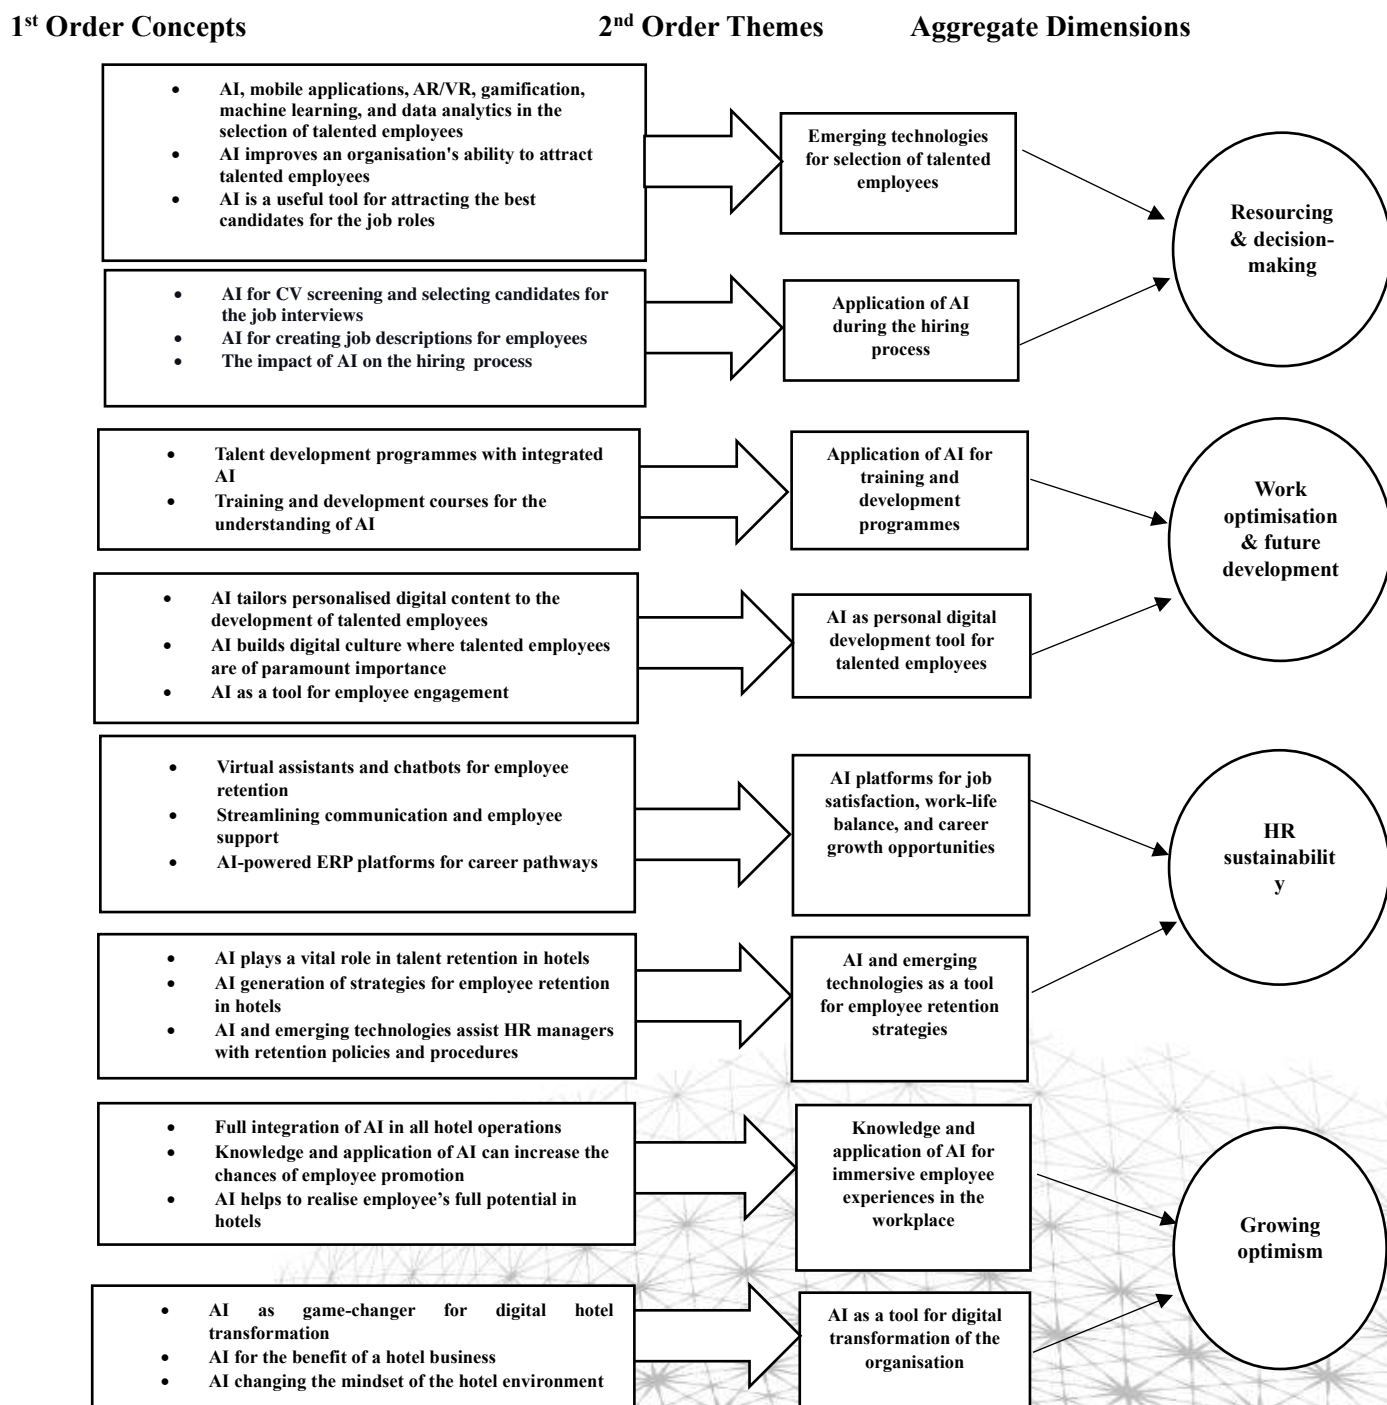 1st Order Concepts
2nd Order Themes
Aggregate Dimensions
• AI, mobile applications, AR/VR, gamification,
machine learning, and data analytics in the
selection of talented employees
• AI improves an organisation's ability to attract
talented employees
• AI is a useful tool for attracting the best
candidates for the job roles
Emerging technologies
for selection of talented
employees
Resourcing
& decision-
making
• AI for CV screening and selecting candidates for
the job interviews
• AI for creating job descriptions for employees
• The impact of AI on the hiring process
Application of AI
during the hiring
process
• Talent development programmes with integrated
AI
• Training and development courses for the
understanding of AI
Application of AI for
training and
development
programmes
Work
optimisation
& future
development
• AI tailors personalised digital content to the
development of talented employees
• AI builds digital culture where talented employees
are of paramount importance
• AI as a tool for employee engagement
AI as personal digital
development tool for
talented employees
• Virtual assistants and chatbots for employee
retention
• Streamlining communication and employee
support
• AI-powered ERP platforms for career pathways
AI platforms for job
satisfaction, work-life
balance, and career
growth opportunities
HR
sustainabilit
y
• AI plays a vital role in talent retention in hotels
• AI generation of strategies for employee retention
in hotels
• AI and emerging technologies assist HR managers
with retention policies and procedures
AI and emerging
technologies as a tool
for employee retention
strategies
• Full integration of AI in all hotel operations
• Knowledge and application of AI can increase the
chances of employee promotion
• AI helps to realise employee’s full potential in
hotels
Knowledge and
application of AI for
immersive employee
experiences in the
workplace
Growing
optimism
• AI as game-changer for digital hotel
transformation
• AI for the benefit of a hotel business
• AI changing the mindset of the hotel environment
AI as a tool for digital
transformation of the
organisation